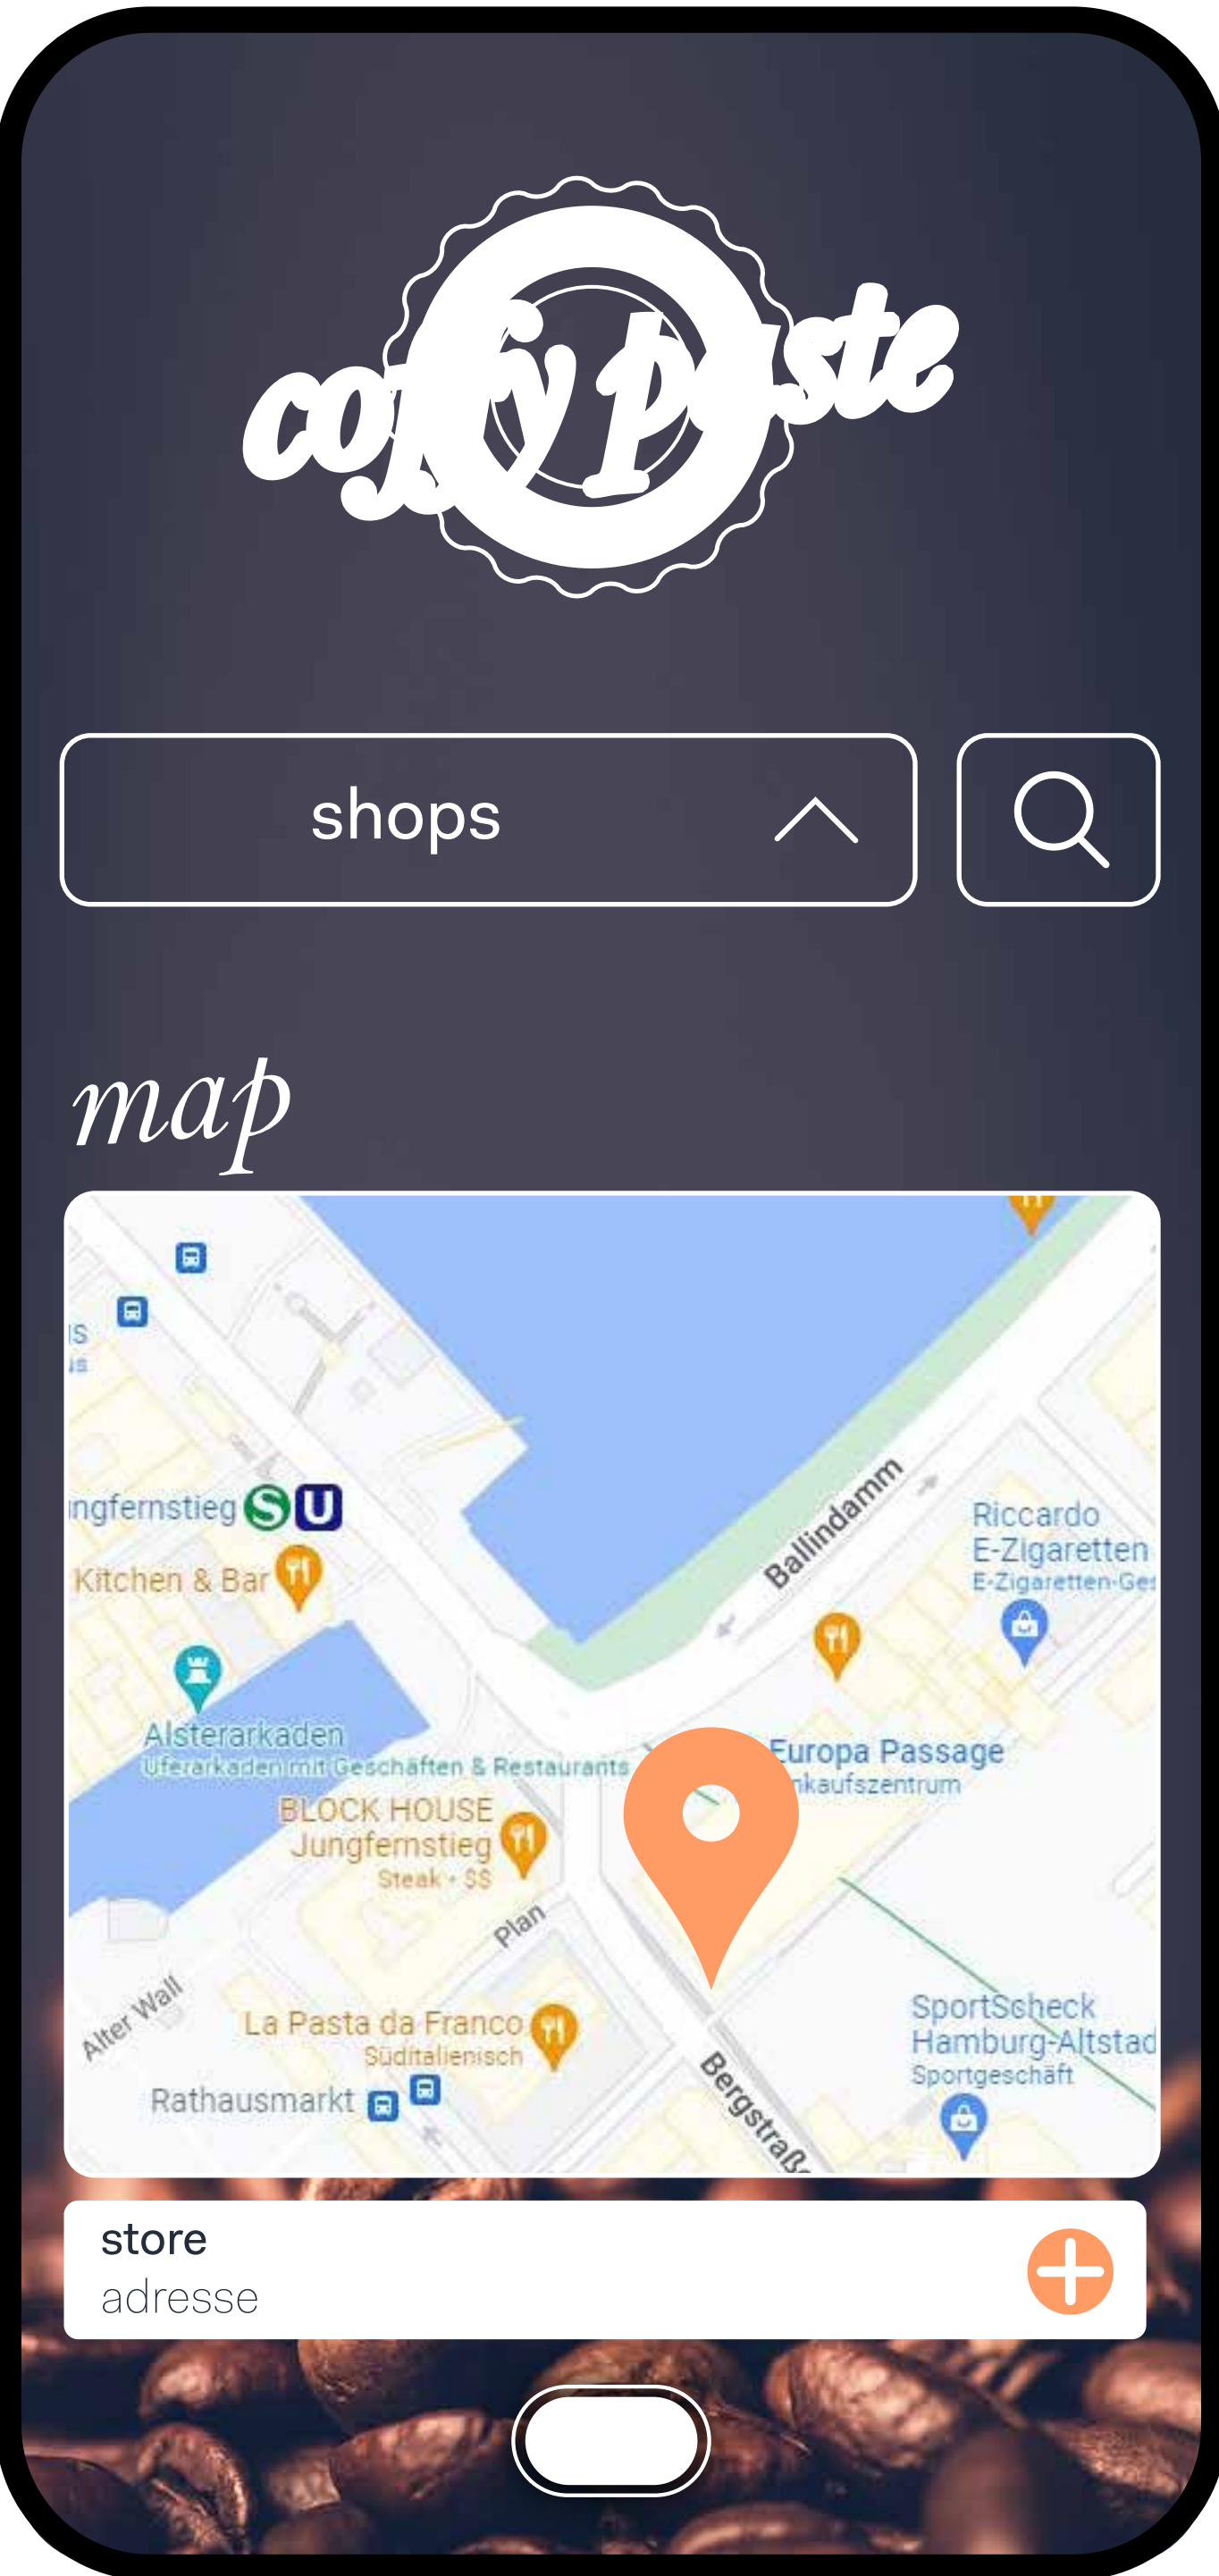 coffy paste
shops
map
ngfernstieg S U
Kitchen & Bar
Ballindamm
Riccardo
E-Zigaretten
E-Zigaretten-Ges
Alsterarkaden
Uferarkaden mit Geschäften & Restaurants
Europa Passage
nkaufszentrum
BLOCK HOUSE
Jungfernstieg
Steak · $$
Plan
Alter Wall
La Pasta da Franco
Süditalienisch
SportScheck
Hamburg-Altstad
Sportgeschäft
Rathausmarkt
Bergstraße
store
adresse